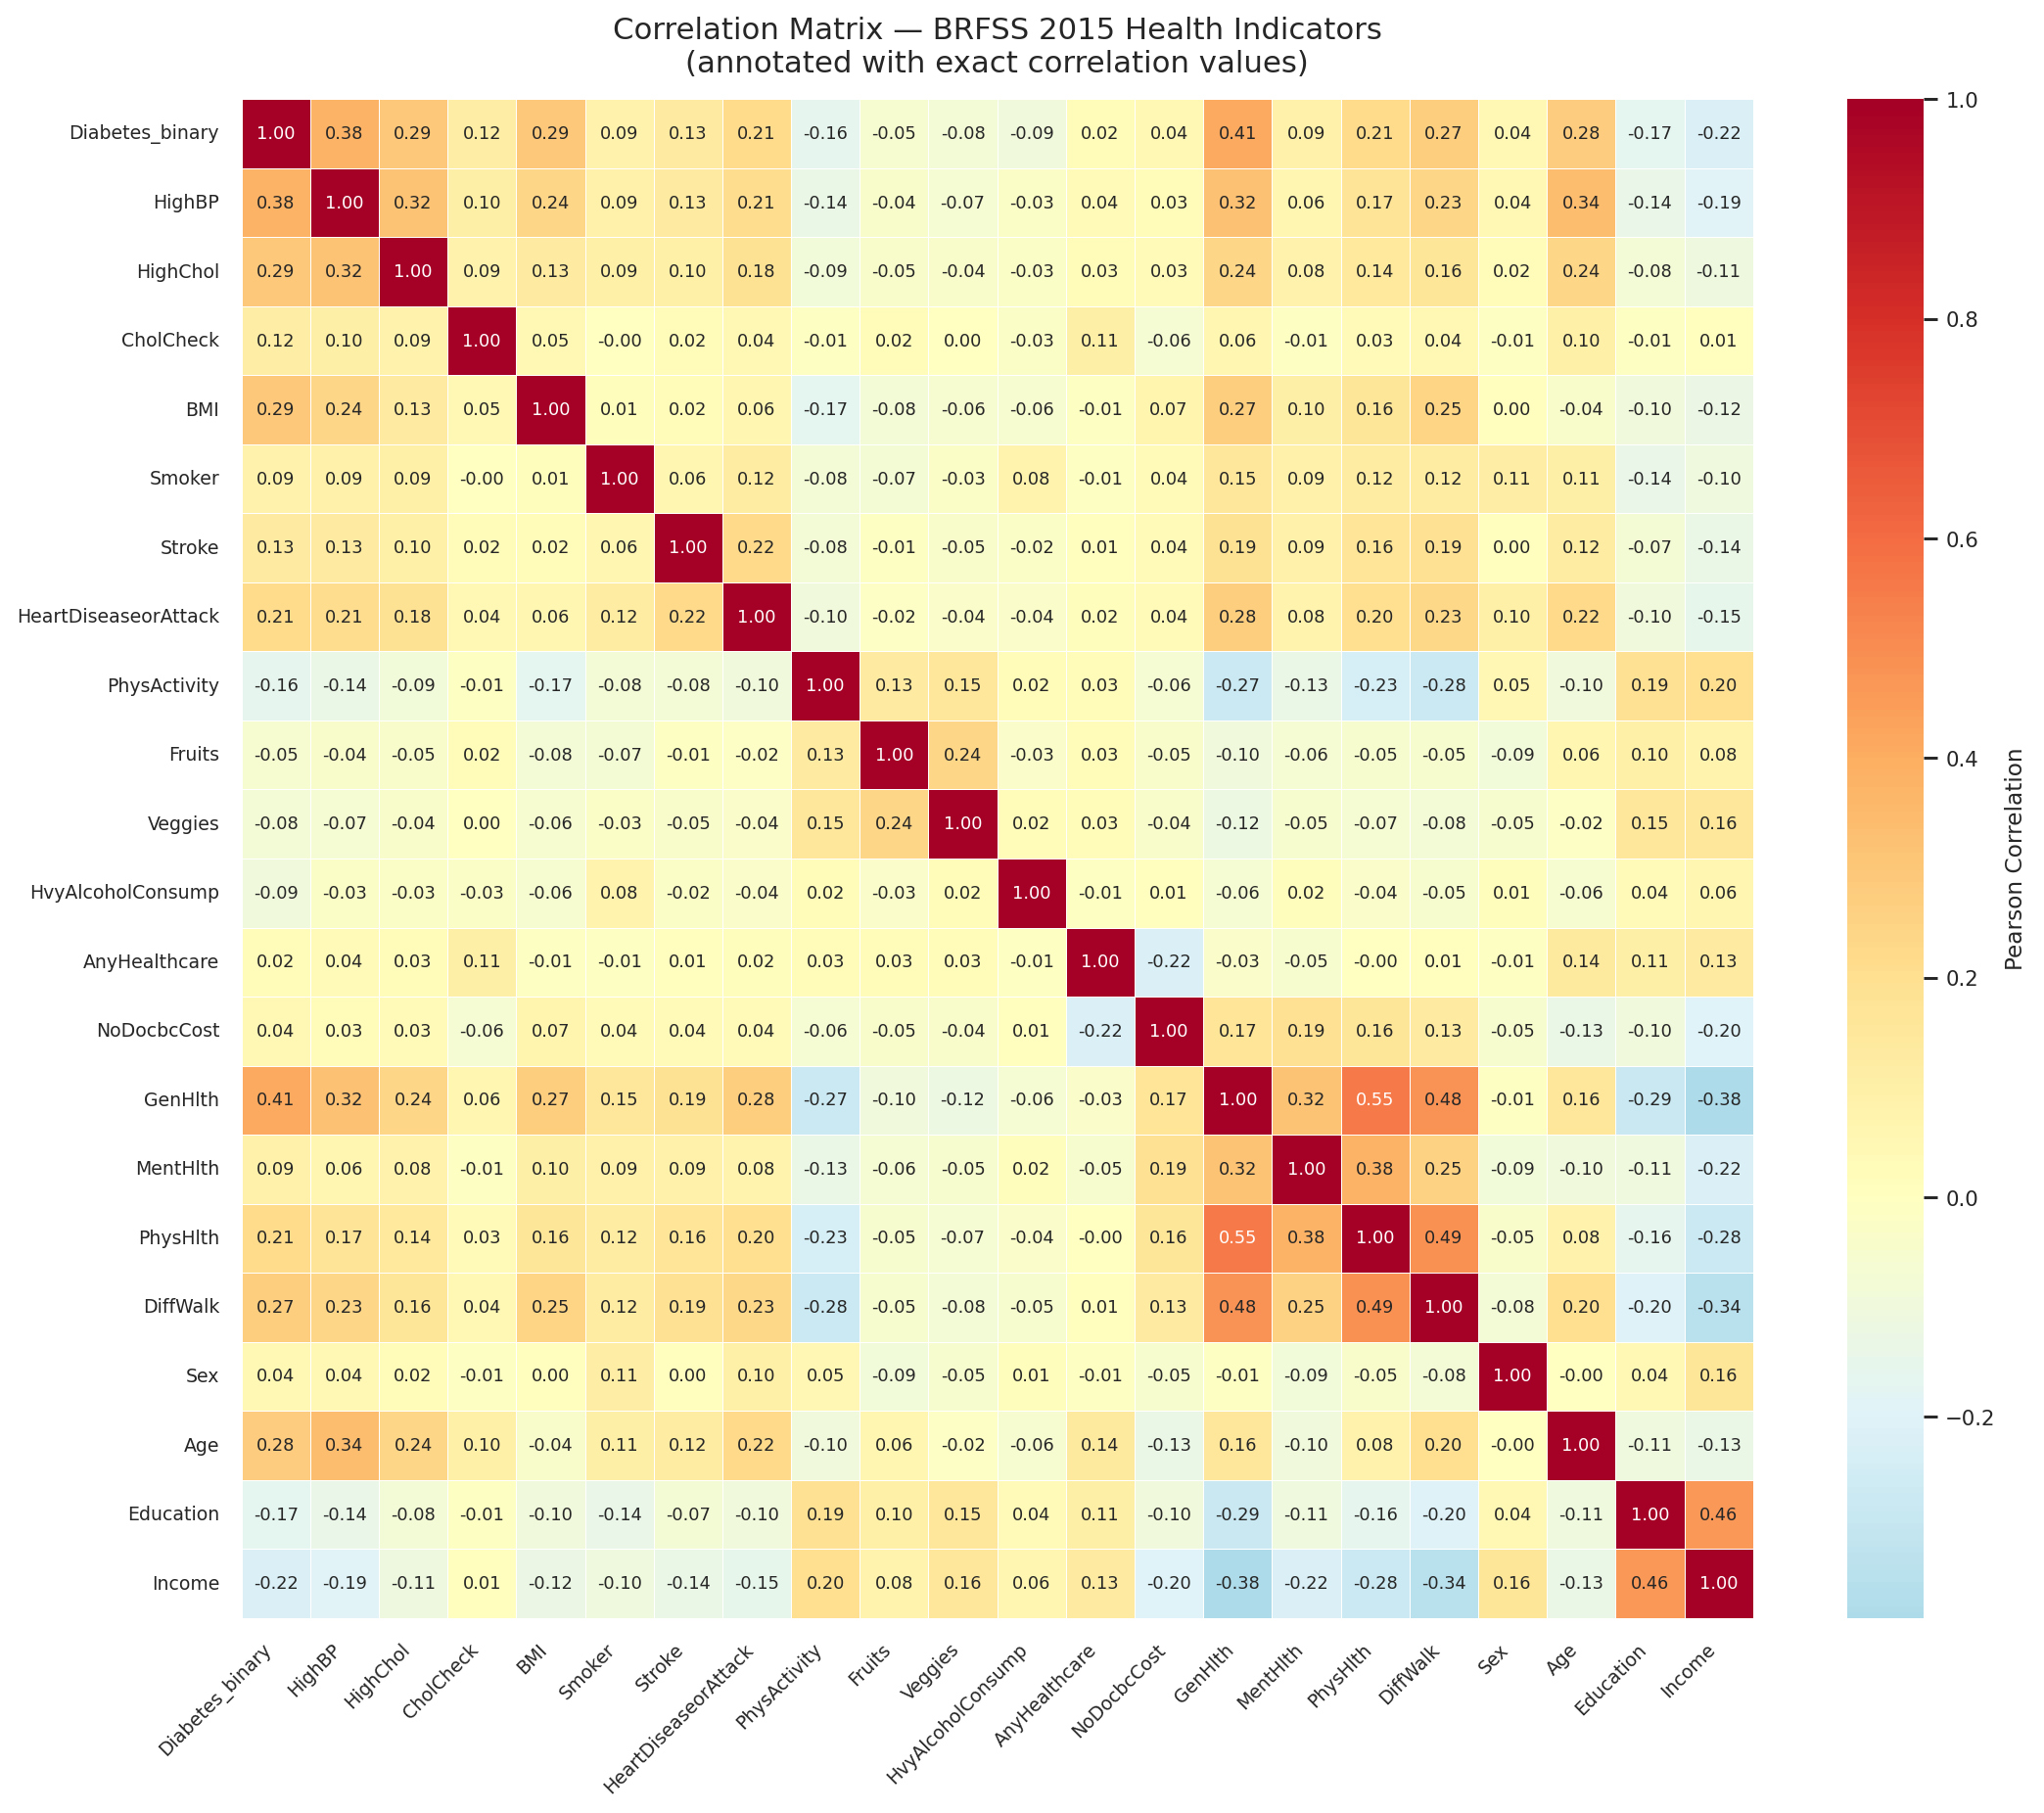 Correlation Matrix — BRFSS 2015 Health Indicators
(annotated with exact correlation values)
Diabetes_binary 1.00 0.38 0.29 0.12 0.29 0.09 0.13 0.21 -0.16 -0.05 -0.08 -0.09 0.02 0.04 0.41 0.09 0.21 0.27 0.04 0.28 -0.17 -0.22
HighBP 0.38 1.00 0.32 0.10 0.24 0.09 0.13 0.21 -0.14 -0.04 -0.07 -0.03 0.04 0.03 0.32 0.06 0.17 0.23 0.04 0.34 -0.14 -0.19
HighChol 0.29 0.32 1.00 0.09 0.13 0.09 0.10 0.18 -0.09 -0.05 -0.04 -0.03 0.03 0.03 0.24 0.08 0.14 0.16 0.02 0.24 -0.08 -0.11
CholCheck 0.12 0.10 0.09 1.00 0.05 -0.00 0.02 0.04 -0.01 0.02 0.00 -0.03 0.11 -0.06 0.06 -0.01 0.03 0.04 -0.01 0.10 -0.01 0.01
BMI 0.29 0.24 0.13 0.05 1.00 0.01 0.02 0.06 -0.17 -0.08 -0.06 -0.06 -0.01 0.07 0.27 0.10 0.16 0.25 0.00 -0.04 -0.10 -0.12
Smoker 0.09 0.09 0.09 -0.00 0.01 1.00 0.06 0.12 -0.08 -0.07 -0.03 0.08 -0.01 0.04 0.15 0.09 0.12 0.12 0.11 0.11 -0.14 -0.10
Stroke 0.13 0.13 0.10 0.02 0.02 0.06 1.00 0.22 -0.08 -0.01 -0.05 -0.02 0.01 0.04 0.19 0.09 0.16 0.19 0.00 0.12 -0.07 -0.14
HeartDiseaseorAttack 0.21 0.21 0.18 0.04 0.06 0.12 0.22 1.00 -0.10 -0.02 -0.04 -0.04 0.02 0.04 0.28 0.08 0.20 0.23 0.10 0.22 -0.10 -0.15
PhysActivity -0.16 -0.14 -0.09 -0.01 -0.17 -0.08 -0.08 -0.10 1.00 0.13 0.15 0.02 0.03 -0.06 -0.27 -0.13 -0.23 -0.28 0.05 -0.10 0.19 0.20
Fruits -0.05 -0.04 -0.05 0.02 -0.08 -0.07 -0.01 -0.02 0.13 1.00 0.24 -0.03 0.03 -0.05 -0.10 -0.06 -0.05 -0.05 -0.09 0.06 0.10 0.08
Veggies -0.08 -0.07 -0.04 0.00 -0.06 -0.03 -0.05 -0.04 0.15 0.24 1.00 0.02 0.03 -0.04 -0.12 -0.05 -0.07 -0.08 -0.05 -0.02 0.15 0.16
HvyAlcoholConsump -0.09 -0.03 -0.03 -0.03 -0.06 0.08 -0.02 -0.04 0.02 -0.03 0.02 1.00 -0.01 0.01 -0.06 0.02 -0.04 -0.05 0.01 -0.06 0.04 0.06
AnyHealthcare 0.02 0.04 0.03 0.11 -0.01 -0.01 0.01 0.02 0.03 0.03 0.03 -0.01 1.00 -0.22 -0.03 -0.05 -0.00 0.01 -0.01 0.14 0.11 0.13
NoDocbcCost 0.04 0.03 0.03 -0.06 0.07 0.04 0.04 0.04 -0.06 -0.05 -0.04 0.01 -0.22 1.00 0.17 0.19 0.16 0.13 -0.05 -0.13 -0.10 -0.20
GenHlth 0.41 0.32 0.24 0.06 0.27 0.15 0.19 0.28 -0.27 -0.10 -0.12 -0.06 -0.03 0.17 1.00 0.32 0.55 0.48 -0.01 0.16 -0.29 -0.38
MentHlth 0.09 0.06 0.08 -0.01 0.10 0.09 0.09 0.08 -0.13 -0.06 -0.05 0.02 -0.05 0.19 0.32 1.00 0.38 0.25 -0.09 -0.10 -0.11 -0.22
PhysHlth 0.21 0.17 0.14 0.03 0.16 0.12 0.16 0.20 -0.23 -0.05 -0.07 -0.04 -0.00 0.16 0.55 0.38 1.00 0.49 -0.05 0.08 -0.16 -0.28
DiffWalk 0.27 0.23 0.16 0.04 0.25 0.12 0.19 0.23 -0.28 -0.05 -0.08 -0.05 0.01 0.13 0.48 0.25 0.49 1.00 -0.08 0.20 -0.20 -0.34
Sex 0.04 0.04 0.02 -0.01 0.00 0.11 0.00 0.10 0.05 -0.09 -0.05 0.01 -0.01 -0.05 -0.01 -0.09 -0.05 -0.08 1.00 -0.00 0.04 0.16
Age 0.28 0.34 0.24 0.10 -0.04 0.11 0.12 0.22 -0.10 0.06 -0.02 -0.06 0.14 -0.13 0.16 -0.10 0.08 0.20 -0.00 1.00 -0.11 -0.13
Education -0.17 -0.14 -0.08 -0.01 -0.10 -0.14 -0.07 -0.10 0.19 0.10 0.15 0.04 0.11 -0.10 -0.29 -0.11 -0.16 -0.20 0.04 -0.11 1.00 0.46
Income -0.22 -0.19 -0.11 0.01 -0.12 -0.10 -0.14 -0.15 0.20 0.08 0.16 0.06 0.13 -0.20 -0.38 -0.22 -0.28 -0.34 0.16 -0.13 0.46 1.00
Diabetes_binary
HighBP
HighChol
CholCheck
BMI
Smoker
Stroke
HeartDiseaseorAttack
PhysActivity
Fruits
Veggies
HvyAlcoholConsump
AnyHealthcare
NoDocbcCost
GenHlth
MentHlth
PhysHlth
DiffWalk
Sex
Age
Education
Income
1.0
0.8
0.6
0.4
0.2
0.0
−0.2
Pearson Correlation